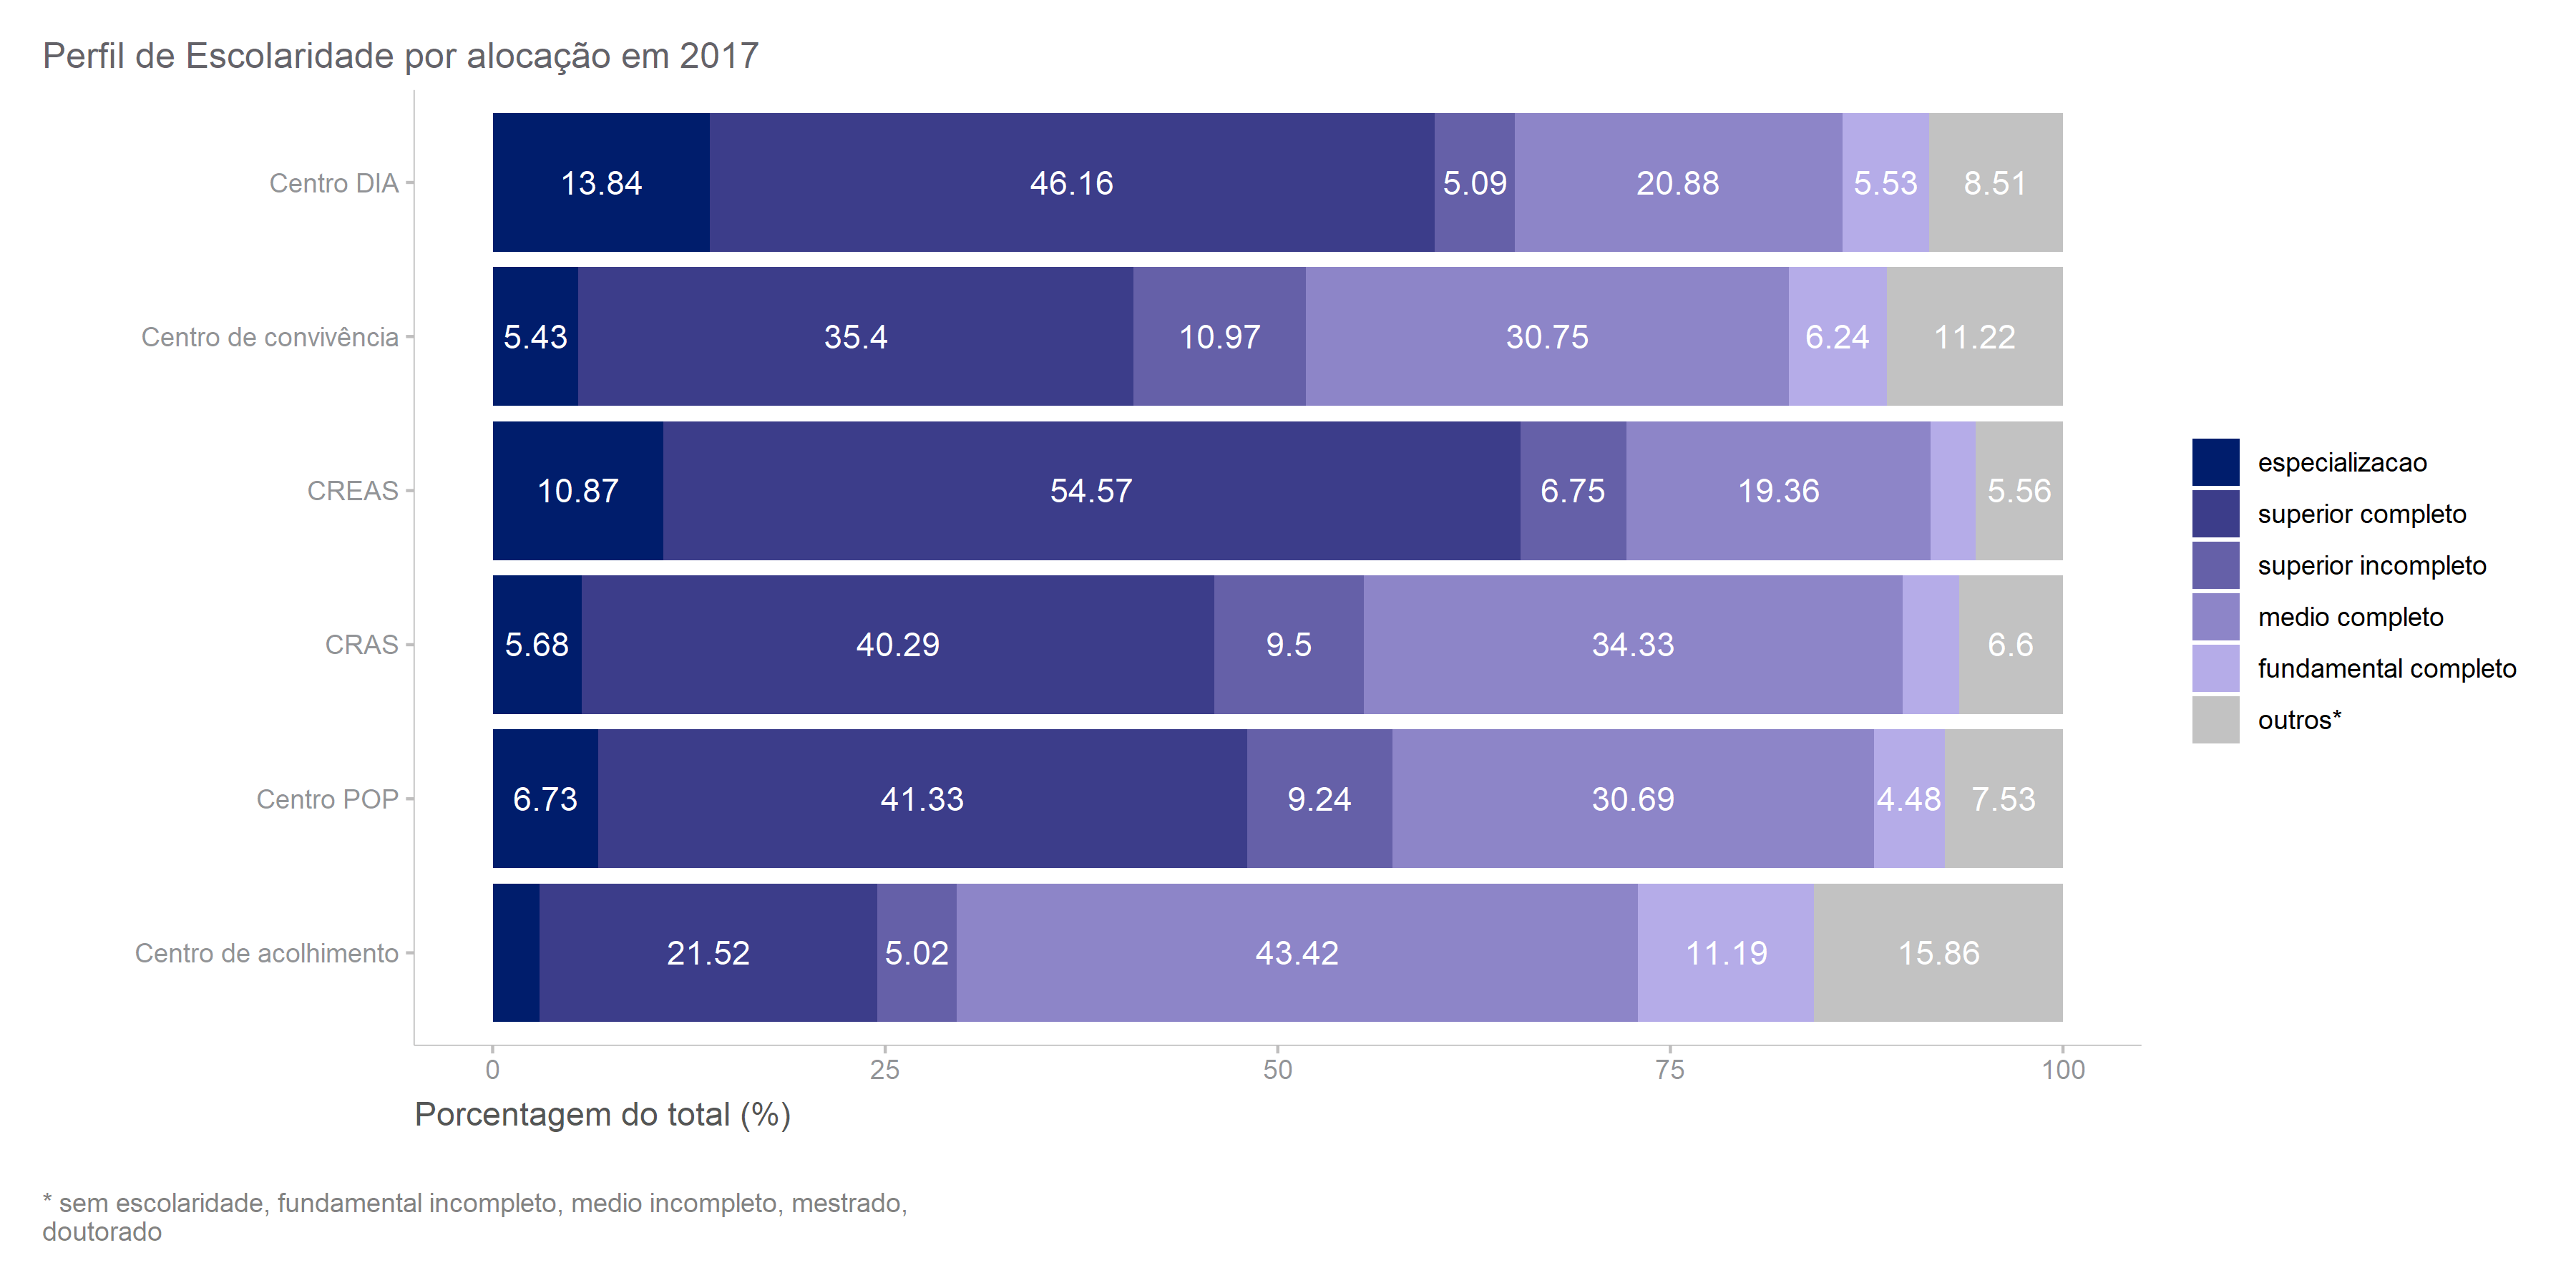 Perfil de Escolaridade por alocação em 2017
Centro DIA
13.84 46.16 5.09 20.88 5.53 8.51
Centro de convivência
5.43 35.4 10.97 30.75 6.24 11.22
CREAS
10.87 54.57 6.75 19.36 5.56
CRAS
5.68 40.29 9.5 34.33 6.6
Centro POP
6.73 41.33 9.24 30.69 4.48 7.53
Centro de acolhimento
21.52 5.02 43.42 11.19 15.86
0 25 50 75 100
Porcentagem do total (%)
especializacao
superior completo
superior incompleto
medio completo
fundamental completo
outros*
* sem escolaridade, fundamental incompleto, medio incompleto, mestrado,
doutorado